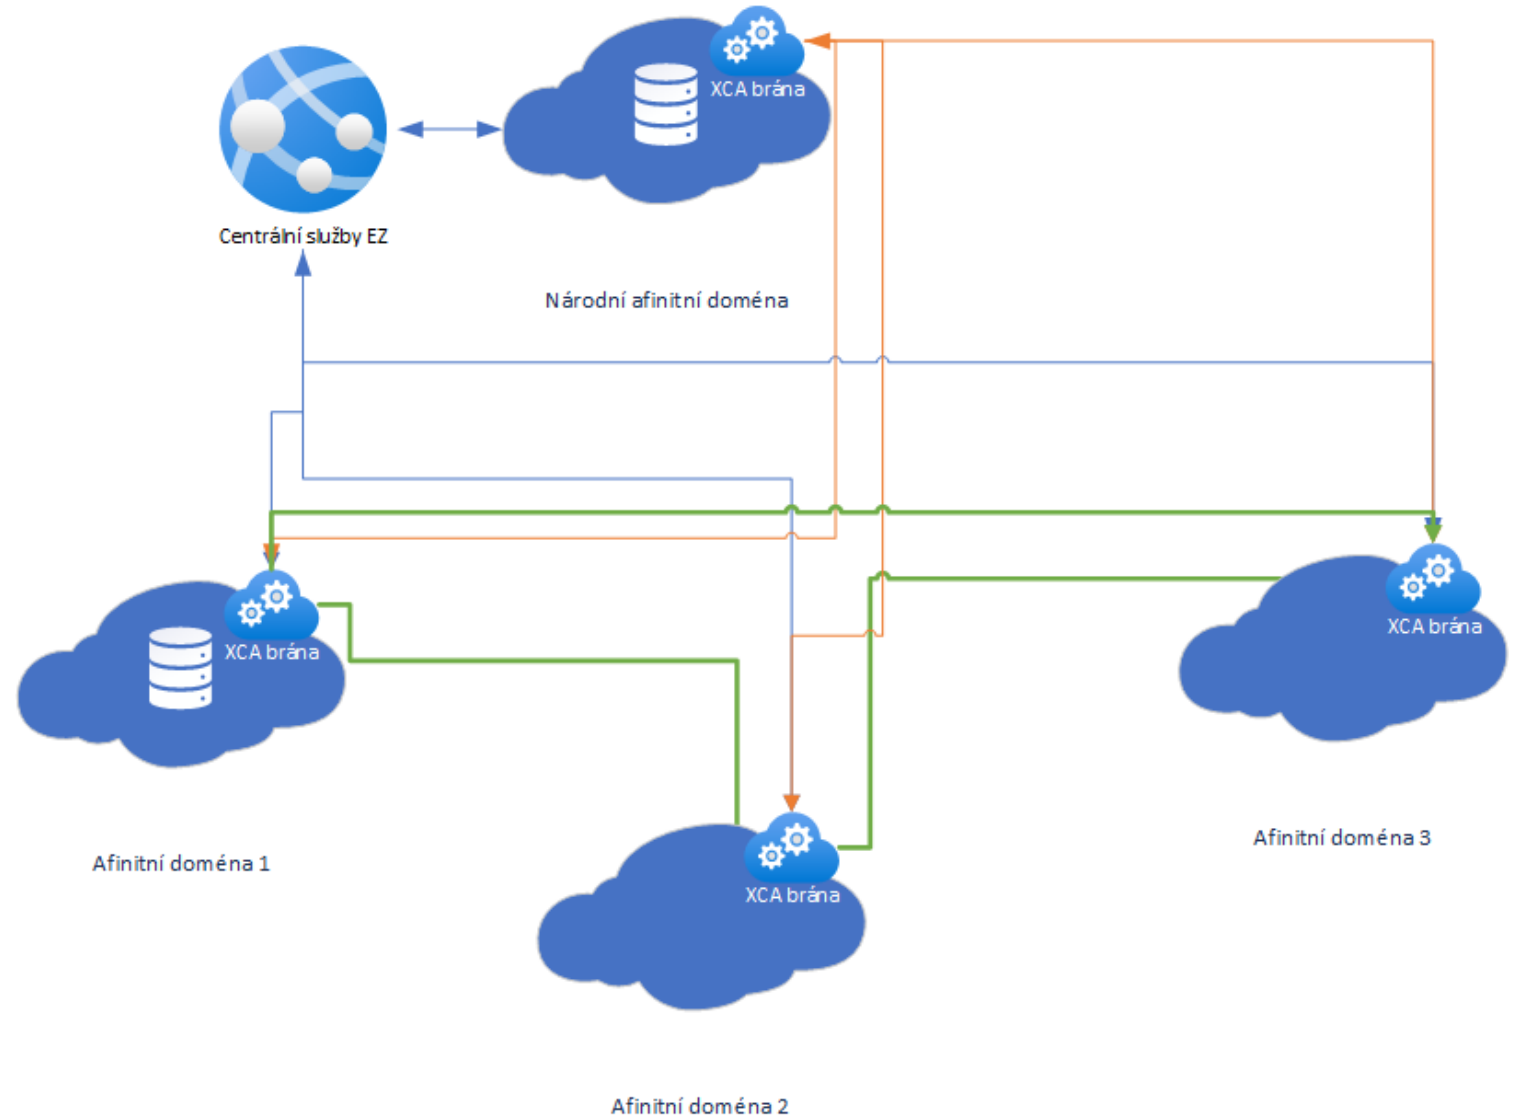 XCA brána
Centrální služby EZ
Národní afinitní doména
XCA brána
XCA brána
Afinitní doména 3
Afinitní doména 1
XCA brána
Afinitní doména 2